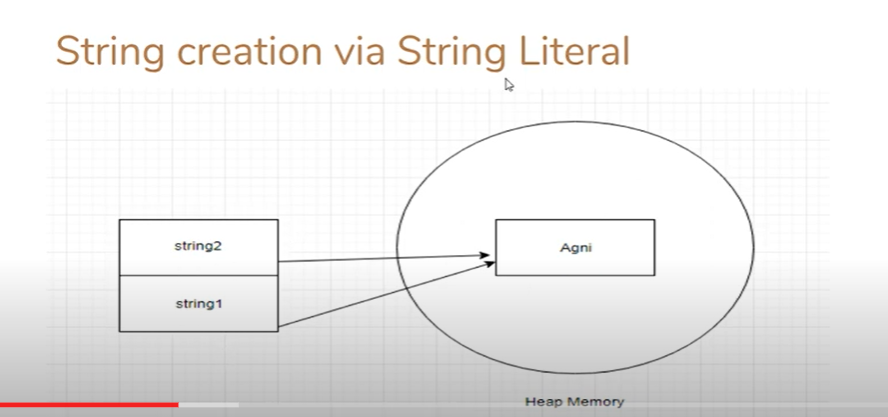 String creation via String Literal
string2
Agni
string1
Heap Memory